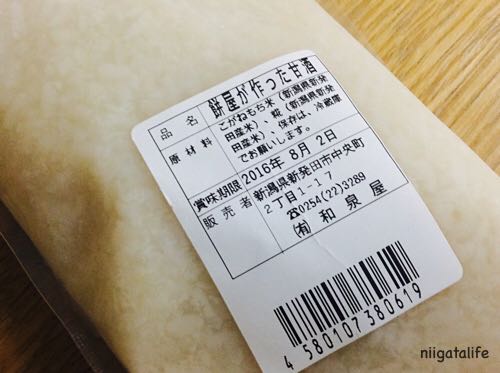 品名 餅屋が作った甘酒
原材料 こがねもち米(新潟県新発
田産米)、糀(新潟県新発
田産米)、保存は、冷蔵庫
でお願いします。
賞味期限 2016年 8月 2日
販売者 新潟県新発田市中央町
2丁目1-17
☎0254(22)3289
(有) 和泉屋
4 580107 380619
niigatalife